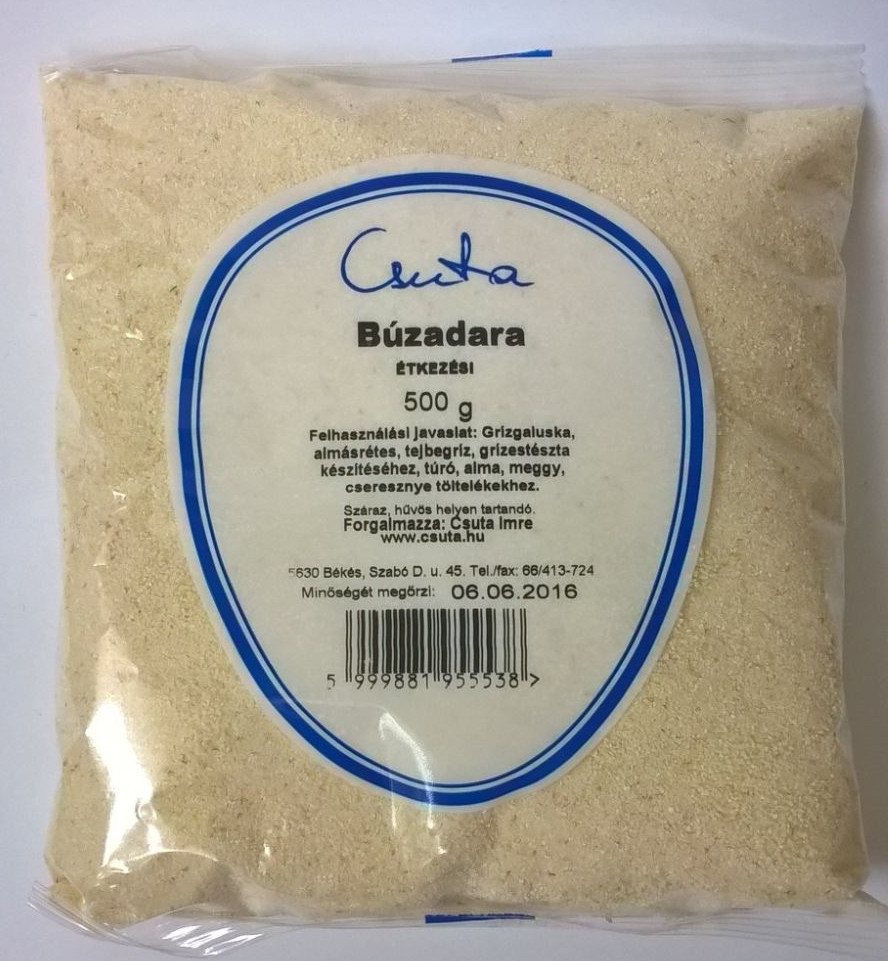 Csuta
Búzadara
ÉTKEZÉSI
500 g
Felhasználási javaslat: Grízgaluska,
almásrétes, tejbegríz, grízestészta
készítéséhez, túró, alma, meggy,
cseresznye töltelékekhez.
Száraz, hűvös helyen tartandó.
Forgalmazza: Csuta Imre
www.csuta.hu
5630 Békés, Szabó D. u. 45. Tel./fax: 66/413-724
Minőségét megőrzi: 06.06.2016
5 999881 955538 >